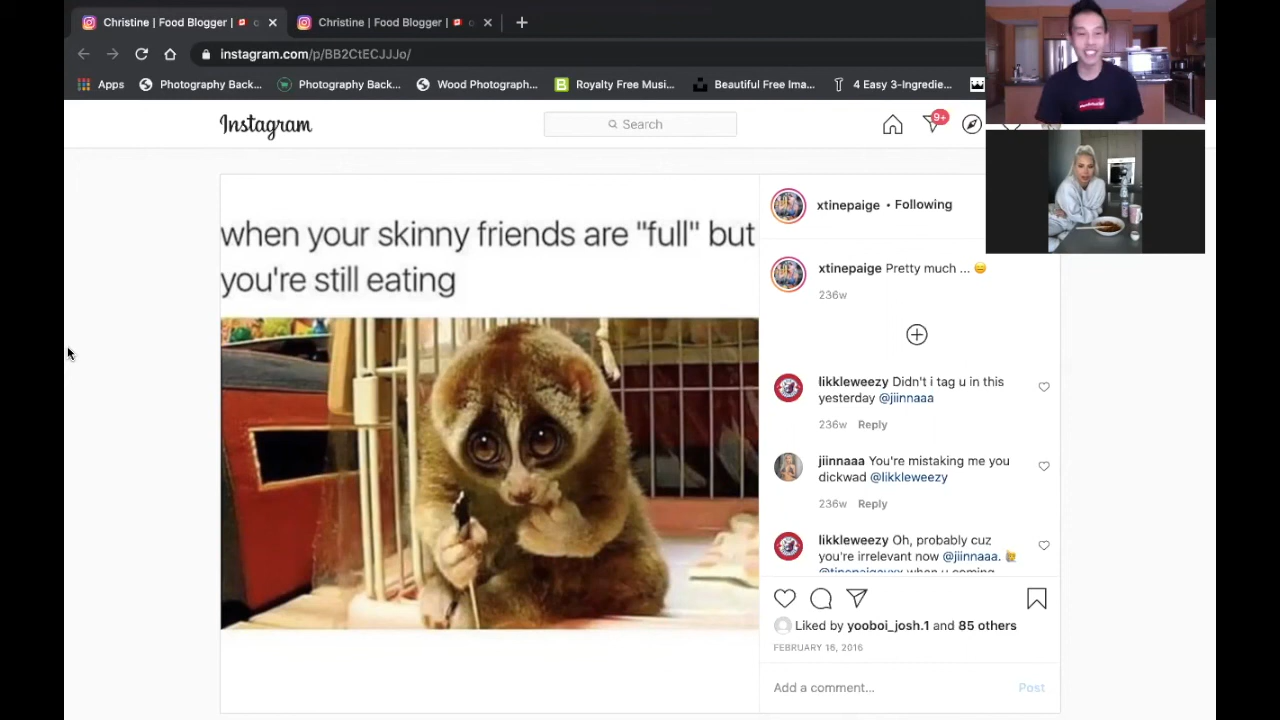 Christine | Food Blogger |
Christine | Food Blogger |
instagram.com/p/BB2CtECJJJo/
Apps
Photography Back...
Photography Back...
Women Photograph...
Royalty Free Musi...
Beautiful Free Ima...
4 Easy 3-Ingredie...
Instagram
Search
9+
when your skinny friends are "full" but
you're still eating
xtinepaige • Following
xtinepaige Pretty much ... 😑
236w
likkleweezy Didn't i tag u in this
yesterday @jiinnaaa
236w Reply
jiinnaaa You're mistaking me you
dickwad @likkleweezy
236w Reply
likkleweezy Oh, probably cuz
you're irrelevant now @jiinnaaa.
when u coming
Liked by yooboi_josh.1 and 85 others
FEBRUARY 16, 2016
Add a comment...
Post